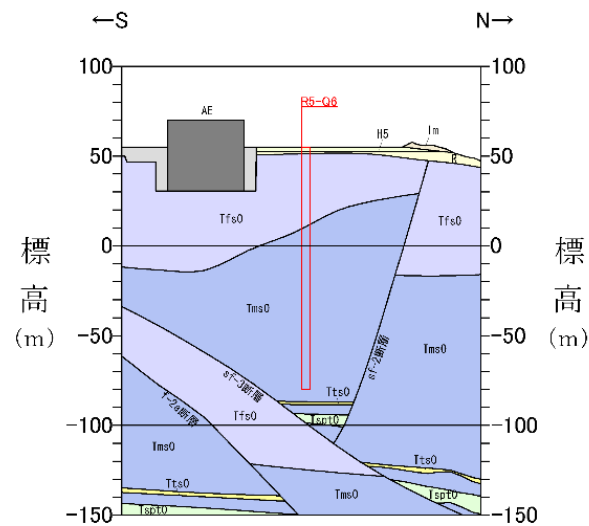 ←S
N→
100
50
0
-50
-100
-150
標
高
(m)
100
50
0
-50
-100
-150
標
高
(m)
R5-Q6
AE
H5
Im
R
Tfs0
Tfs0
Tms0
Tms0
sf-2断層
sf-3断層
f-2a断層
Tts0
Tspt0
Tfs0
Tms0
Tts0
Tspt0
Tts0
Tspt0
Tms0